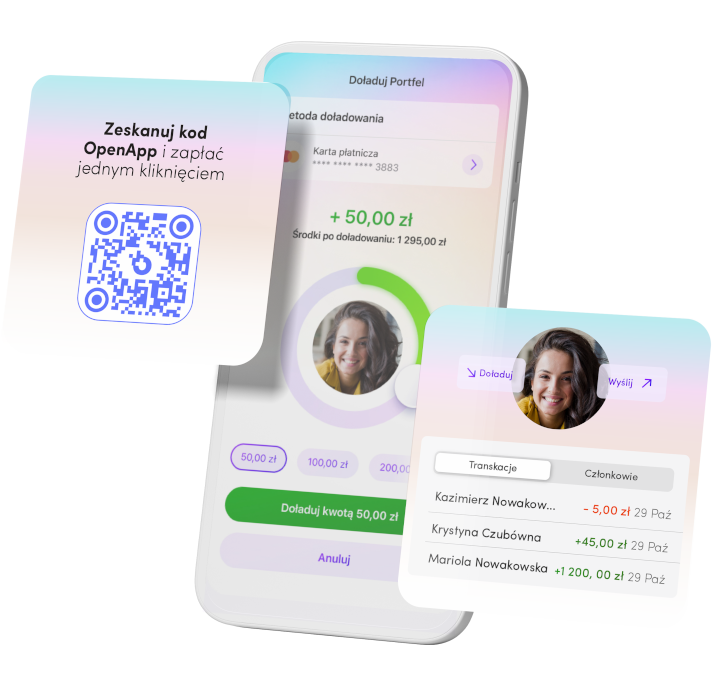 Zeskanuj kod
OpenApp i zapłać
jednym kliknięciem
Doładuj Portfel
etoda doładowania
Karta płatnicza
**** **** **** 3883
+ 50,00 zł
Środki po doładowaniu: 1 295,00 zł
50,00 zł
100,00 zł
200,00
Doładuj kwotą 50,00 zł
Anuluj
Doładuj
Wyślij
Transkacje
Członkowie
Kazimierz Nowakow... - 5,00 zł 29 Paź
Krystyna Czubówna +45,00 zł 29 Paź
Mariola Nowakowska +1 200, 00 zł 29 Paź